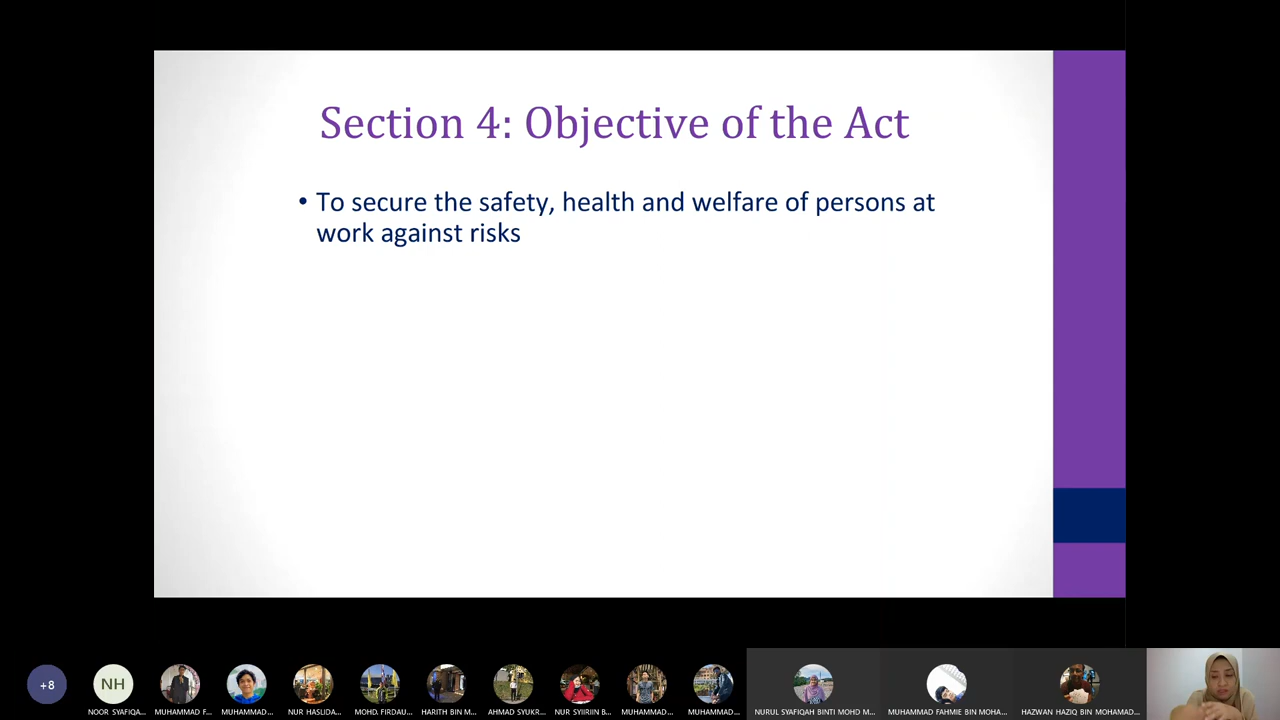 Section 4: Objective of the Act
• To secure the safety, health and welfare of persons at
work against risks
+8
NH
NOOR SYAFIQA...
MUHAMMAD F...
MUHAMMAD...
NUR HASLIDA...
MOHD. FIRDAU...
HARITH BIN M...
AHMAD SYUKR...
NUR SYIIRIIN B...
MUHAMMAD...
MUHAMMAD...
NURUL SYAFIQAH BINTI MOHD M...
MUHAMMAD FAHMIE BIN MOHA...
HAZWAN HAZIQ BIN MOHAMAD...